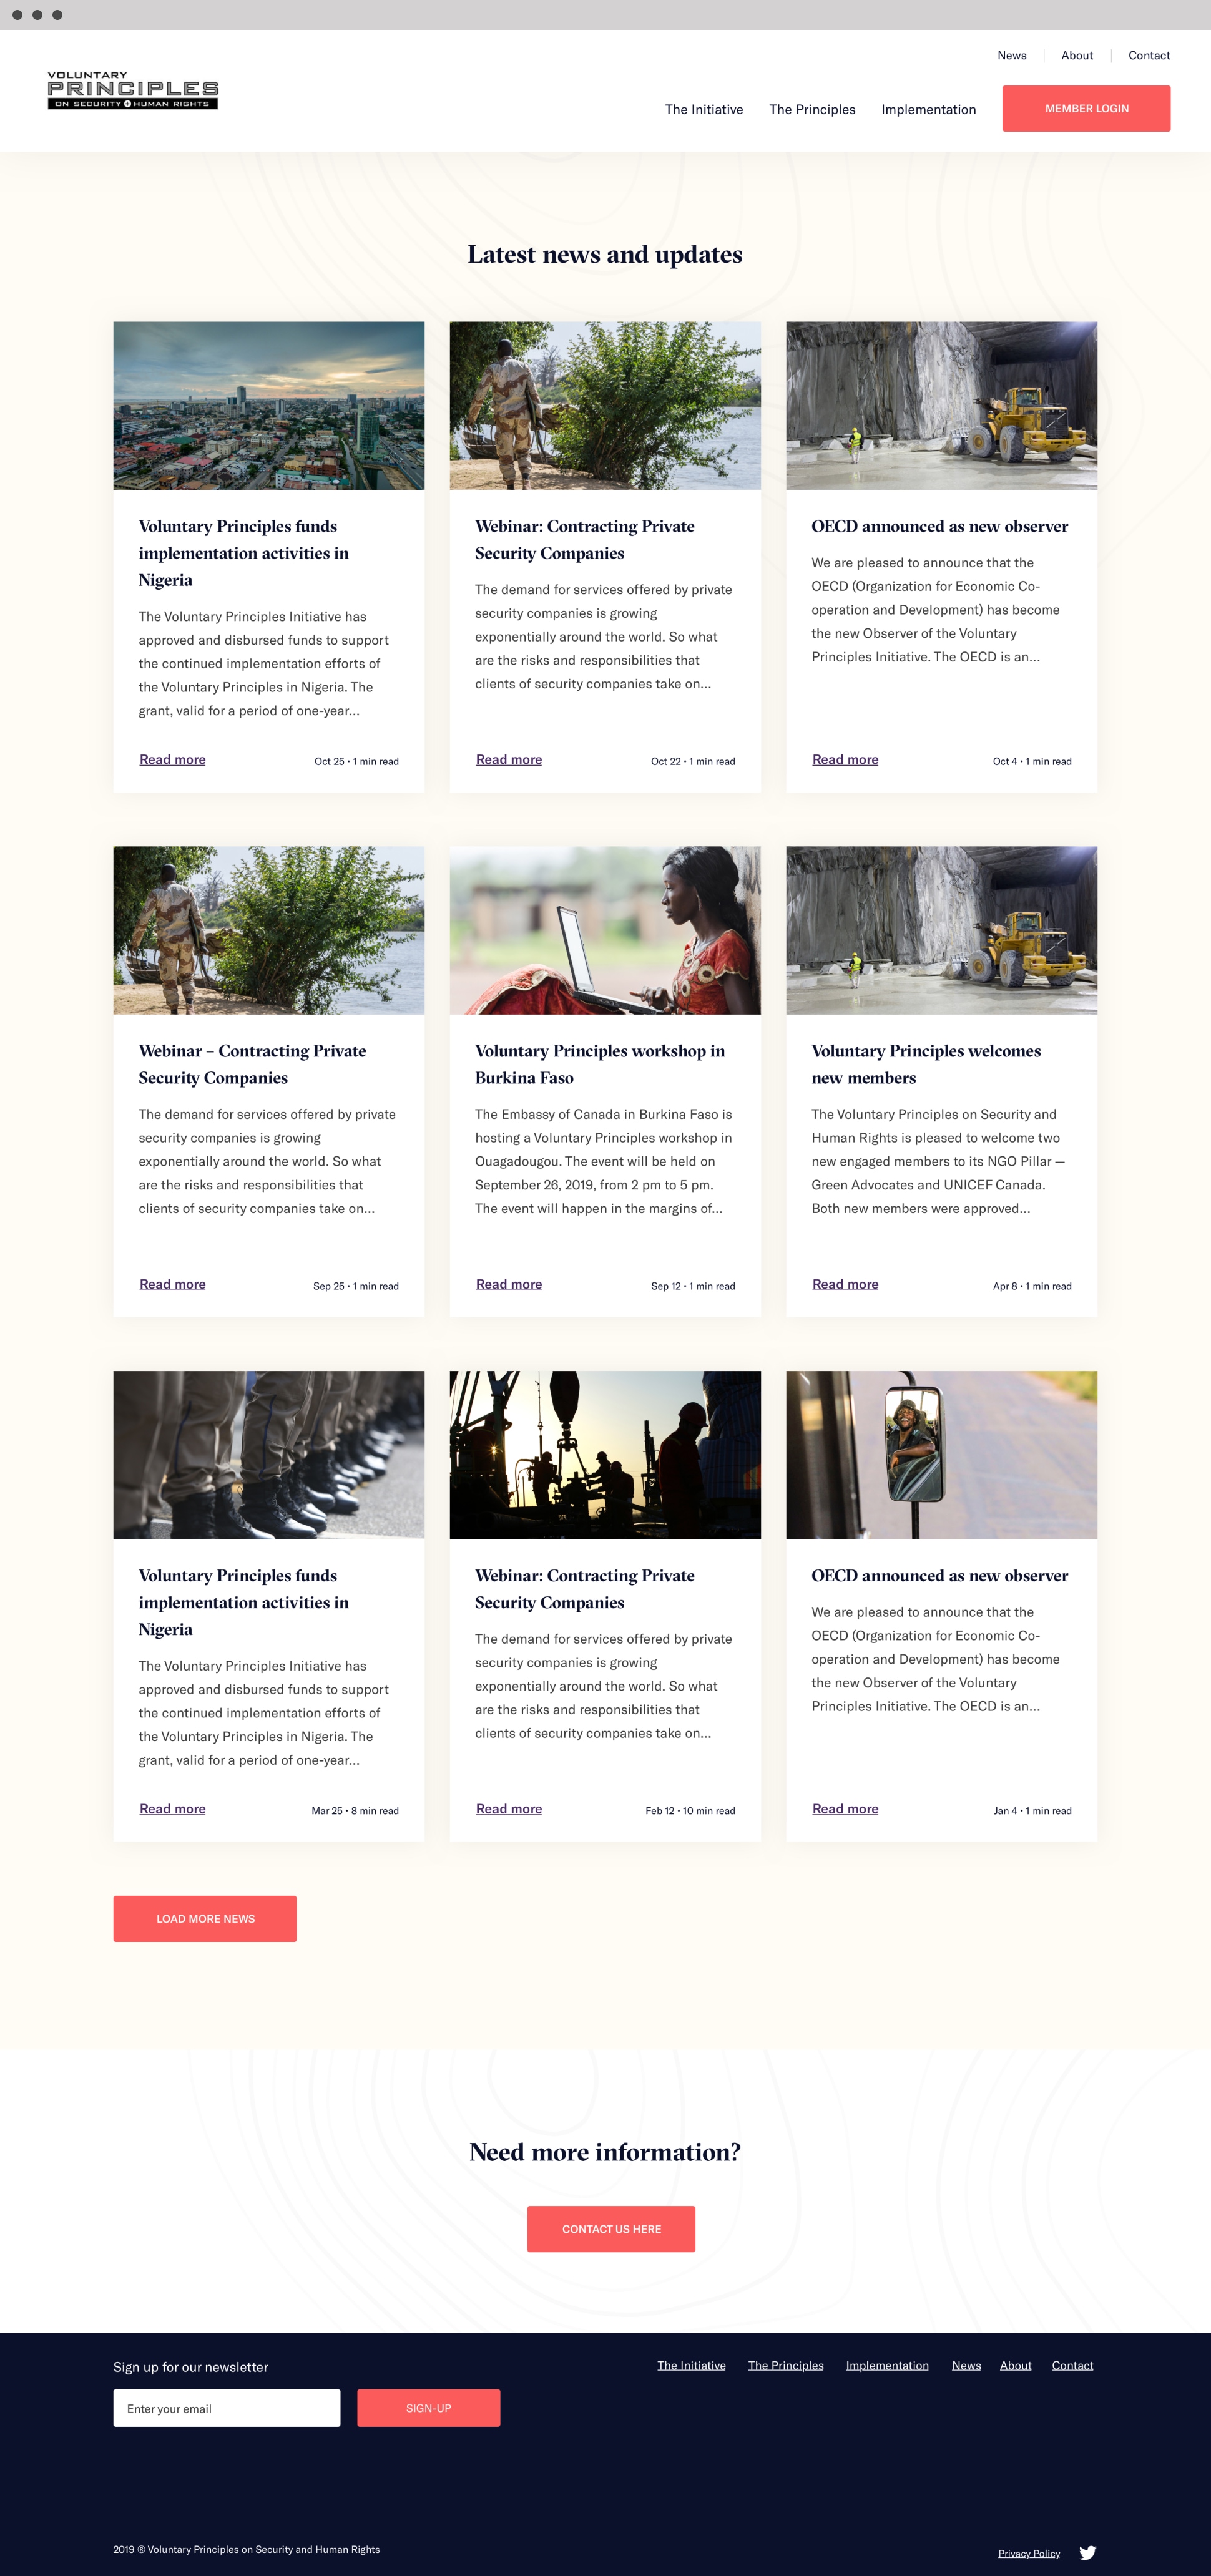 News
About
Contact
VOLUNTARY
PRINCIPLES
ON SECURITY HUMAN RIGHTS
The Initiative
The Principles
Implementation
MEMBER LOGIN
Latest news and updates
Voluntary Principles funds
implementation activities in
Nigeria
The Voluntary Principles Initiative has
approved and disbursed funds to support
the continued implementation efforts of
the Voluntary Principles in Nigeria. The
grant, valid for a period of one-year...
Read more
Oct 25 • 1 min read
Webinar: Contracting Private
Security Companies
The demand for services offered by private
security companies is growing
exponentially around the world. So what
are the risks and responsibilities that
clients of security companies take on...
Read more
Oct 22 • 1 min read
OECD announced as new observer
We are pleased to announce that the
OECD (Organization for Economic Co-
operation and Development) has become
the new Observer of the Voluntary
Principles Initiative. The OECD is an...
Read more
Oct 4 • 1 min read
Webinar – Contracting Private
Security Companies
The demand for services offered by private
security companies is growing
exponentially around the world. So what
are the risks and responsibilities that
clients of security companies take on...
Read more
Sep 25 • 1 min read
Voluntary Principles workshop in
Burkina Faso
The Embassy of Canada in Burkina Faso is
hosting a Voluntary Principles workshop in
Ouagadougou. The event will be held on
September 26, 2019, from 2 pm to 5 pm.
The event will happen in the margins of...
Read more
Sep 12 • 1 min read
Voluntary Principles welcomes
new members
The Voluntary Principles on Security and
Human Rights is pleased to welcome two
new engaged members to its NGO Pillar —
Green Advocates and UNICEF Canada.
Both new members were approved...
Read more
Apr 8 • 1 min read
Voluntary Principles funds
implementation activities in
Nigeria
The Voluntary Principles Initiative has
approved and disbursed funds to support
the continued implementation efforts of
the Voluntary Principles in Nigeria. The
grant, valid for a period of one-year...
Read more
Mar 25 • 8 min read
Webinar: Contracting Private
Security Companies
The demand for services offered by private
security companies is growing
exponentially around the world. So what
are the risks and responsibilities that
clients of security companies take on...
Read more
Feb 12 • 10 min read
OECD announced as new observer
We are pleased to announce that the
OECD (Organization for Economic Co-
operation and Development) has become
the new Observer of the Voluntary
Principles Initiative. The OECD is an...
Read more
Jan 4 • 1 min read
LOAD MORE NEWS
Need more information?
CONTACT US HERE
Sign up for our newsletter
Enter your email
SIGN-UP
The Initiative
The Principles
Implementation
News
About
Contact
2019 ® Voluntary Principles on Security and Human Rights
Privacy Policy